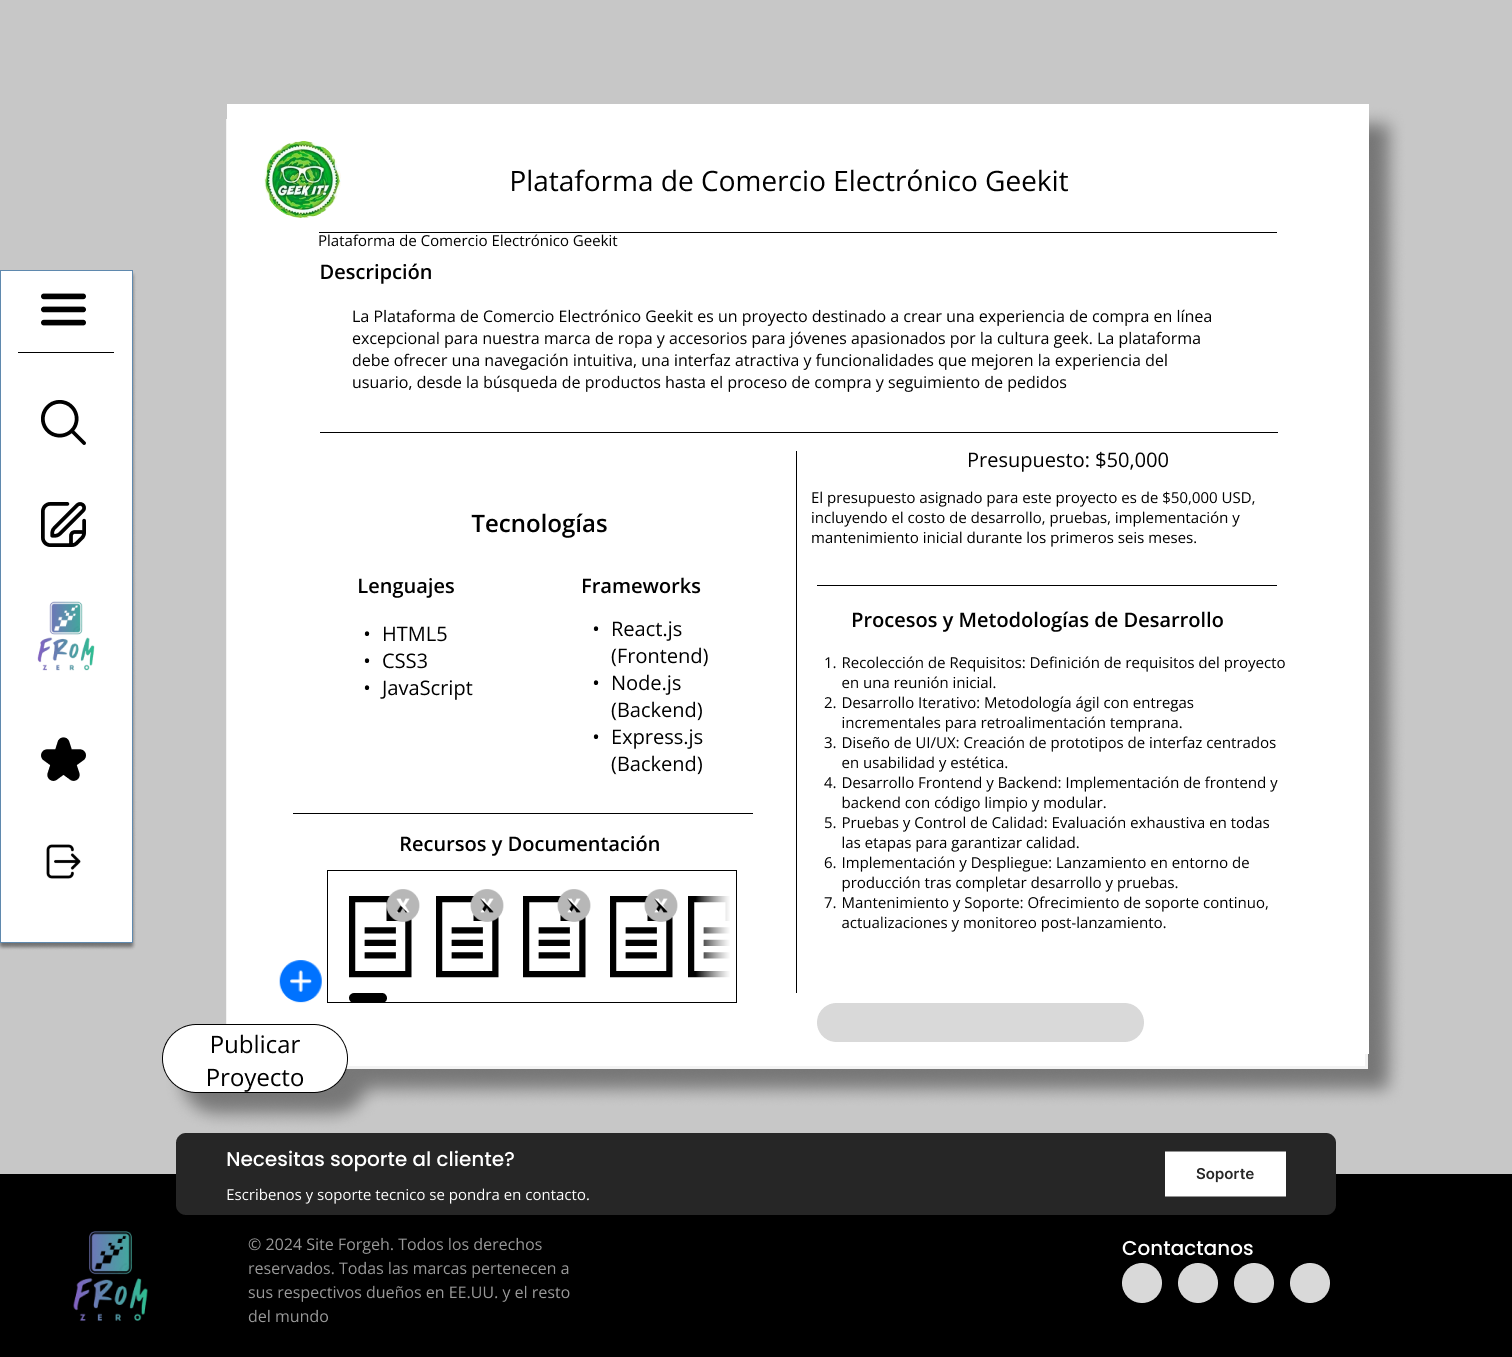 GEEK IT!
Plataforma de Comercio Electrónico Geekit
Plataforma de Comercio Electrónico Geekit
Descripción
La Plataforma de Comercio Electrónico Geekit es un proyecto destinado a crear una experiencia de compra en línea
excepcional para nuestra marca de ropa y accesorios para jóvenes apasionados por la cultura geek. La plataforma
debe ofrecer una navegación intuitiva, una interfaz atractiva y funcionalidades que mejoren la experiencia del
usuario, desde la búsqueda de productos hasta el proceso de compra y seguimiento de pedidos
FROM
ZERO
Tecnologías
Lenguajes
• HTML5
• CSS3
• JavaScript
Frameworks
• React.js
(Frontend)
• Node.js
(Backend)
• Express.js
(Backend)
Recursos y Documentación
X
X
X
X
Publicar
Proyecto
Presupuesto: $50,000
El presupuesto asignado para este proyecto es de $50,000 USD,
incluyendo el costo de desarrollo, pruebas, implementación y
mantenimiento inicial durante los primeros seis meses.
Procesos y Metodologías de Desarrollo
1. Recolección de Requisitos: Definición de requisitos del proyecto
en una reunión inicial.
2. Desarrollo Iterativo: Metodología ágil con entregas
incrementales para retroalimentación temprana.
3. Diseño de UI/UX: Creación de prototipos de interfaz centrados
en usabilidad y estética.
4. Desarrollo Frontend y Backend: Implementación de frontend y
backend con código limpio y modular.
5. Pruebas y Control de Calidad: Evaluación exhaustiva en todas
las etapas para garantizar calidad.
6. Implementación y Despliegue: Lanzamiento en entorno de
producción tras completar desarrollo y pruebas.
7. Mantenimiento y Soporte: Ofrecimiento de soporte continuo,
actualizaciones y monitoreo post-lanzamiento.
Necesitas soporte al cliente?
Escribenos y soporte tecnico se pondra en contacto.
Soporte
FROM
ZERO
© 2024 Site Forgeh. Todos los derechos
reservados. Todas las marcas pertenecen a
sus respectivos dueños en EE.UU. y el resto
del mundo
Contactanos